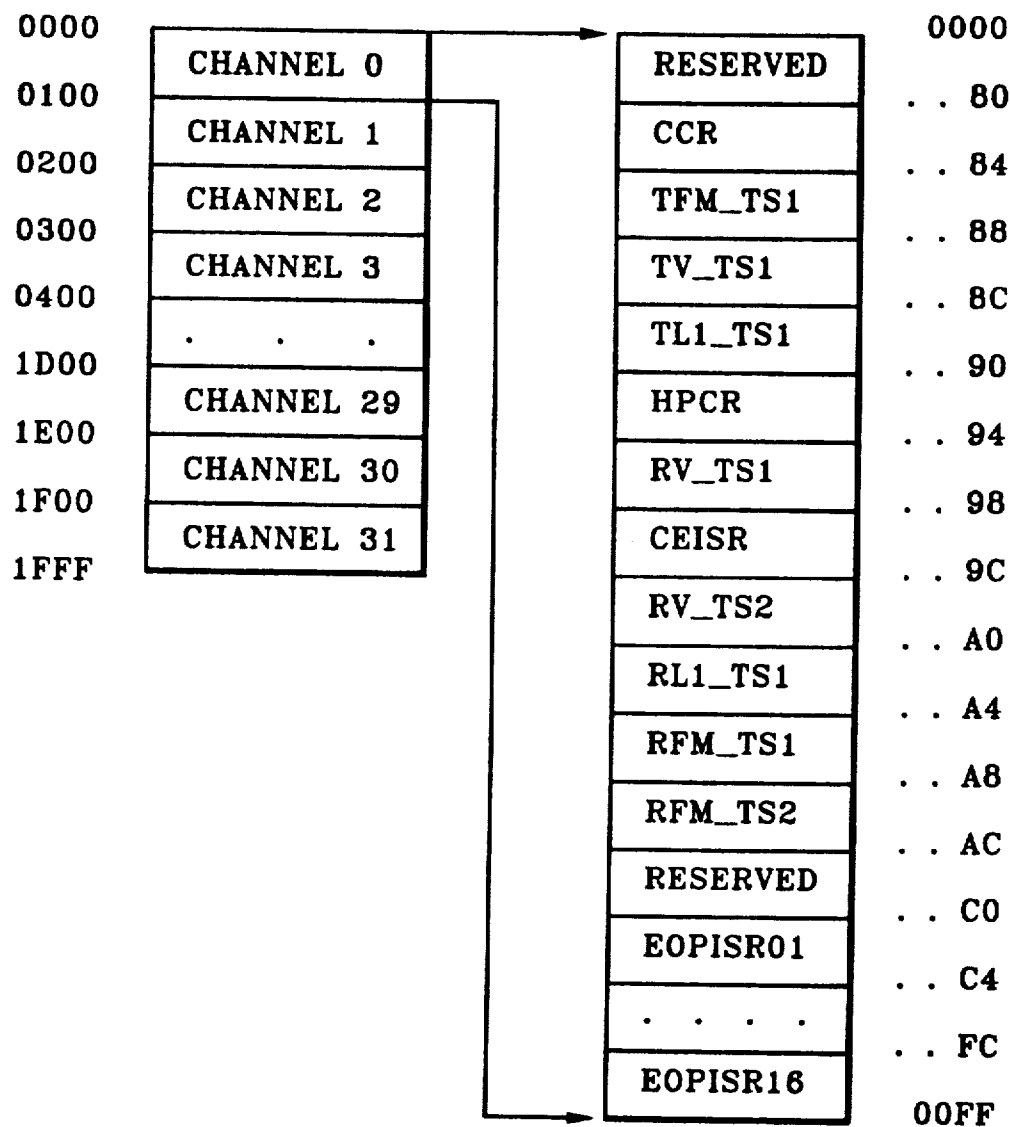 0000
CHANNEL 0
0100
CHANNEL 1
0200
CHANNEL 2
0300
CHANNEL 3
0400
. . .
1D00
CHANNEL 29
1E00
CHANNEL 30
1F00
CHANNEL 31
1FFF
0000
RESERVED
. . 80
CCR
. . 84
TFM_TS1
. . 88
TV_TS1
. . 8C
TL1_TS1
. . 90
HPCR
. . 94
RV_TS1
. . 98
CEISR
. . 9C
RV_TS2
. . A0
RL1_TS1
. . A4
RFM_TS1
. . A8
RFM_TS2
. . AC
RESERVED
. . C0
EOPISR01
. . C4
. . . .
. . FC
EOPISR16
00FF